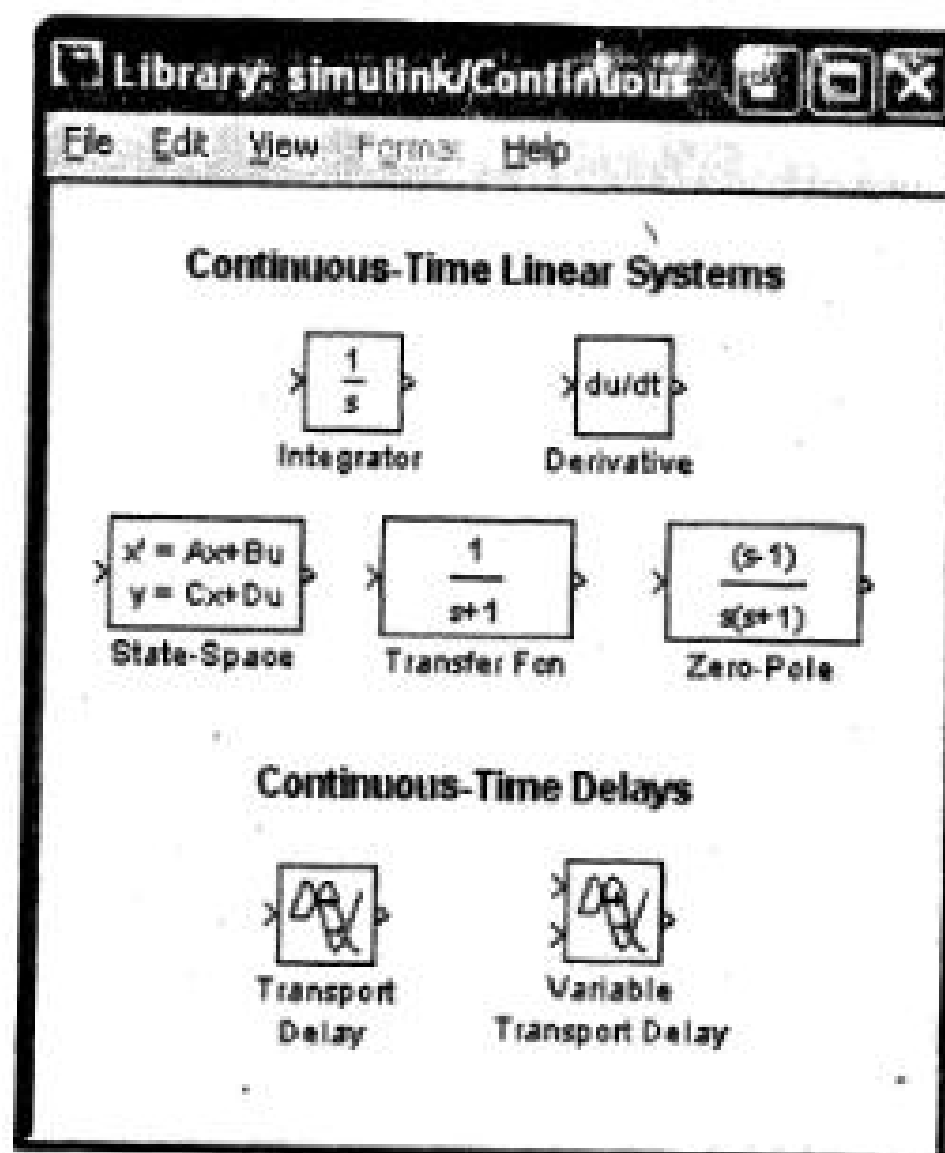 Library: simulink/Continuous
File Edit View Format Help
Continuous-Time Linear Systems
1
s
du/dt
Integrator Derivative
x' = Ax+Bu
y = Cx+Du
1
s+1
(s-1)
s(s+1)
State-Space Transfer Fcn Zero-Pole
Continuous-Time Delays
Transport
Delay
Variable
Transport Delay